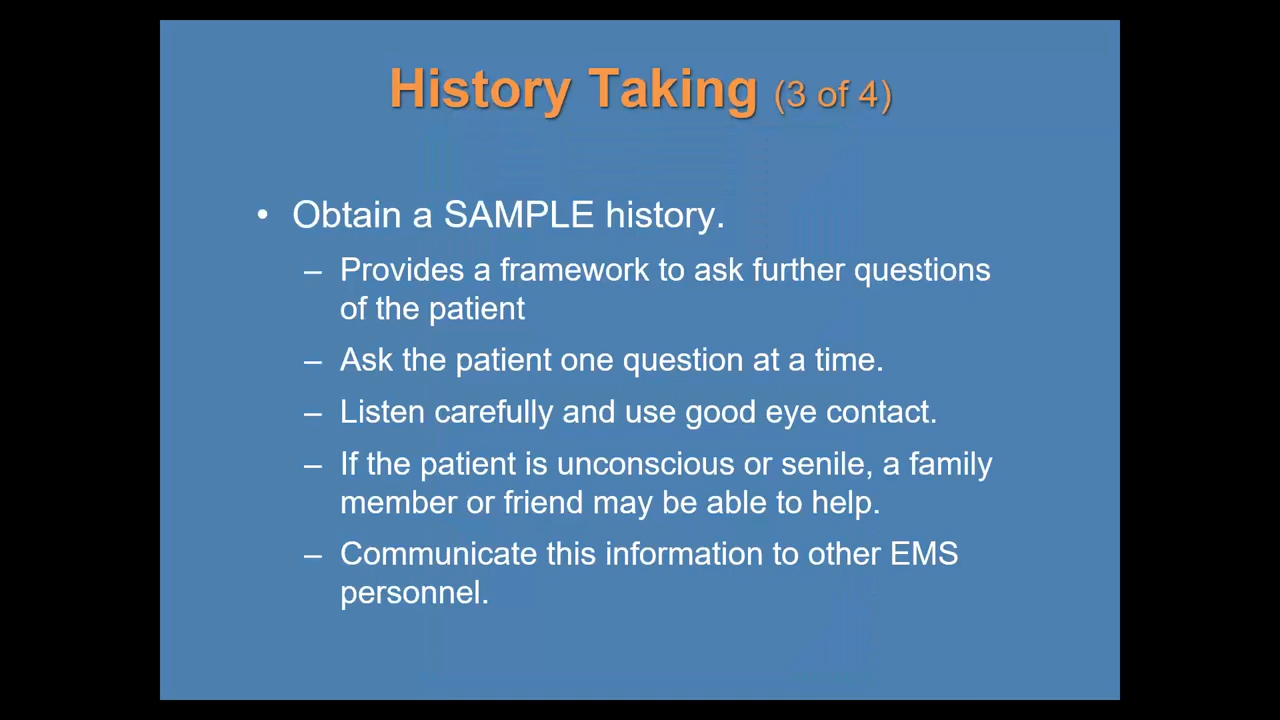 History Taking (3 of 4)
• Obtain a SAMPLE history.
– Provides a framework to ask further questions
of the patient
– Ask the patient one question at a time.
– Listen carefully and use good eye contact.
– If the patient is unconscious or senile, a family
member or friend may be able to help.
– Communicate this information to other EMS
personnel.